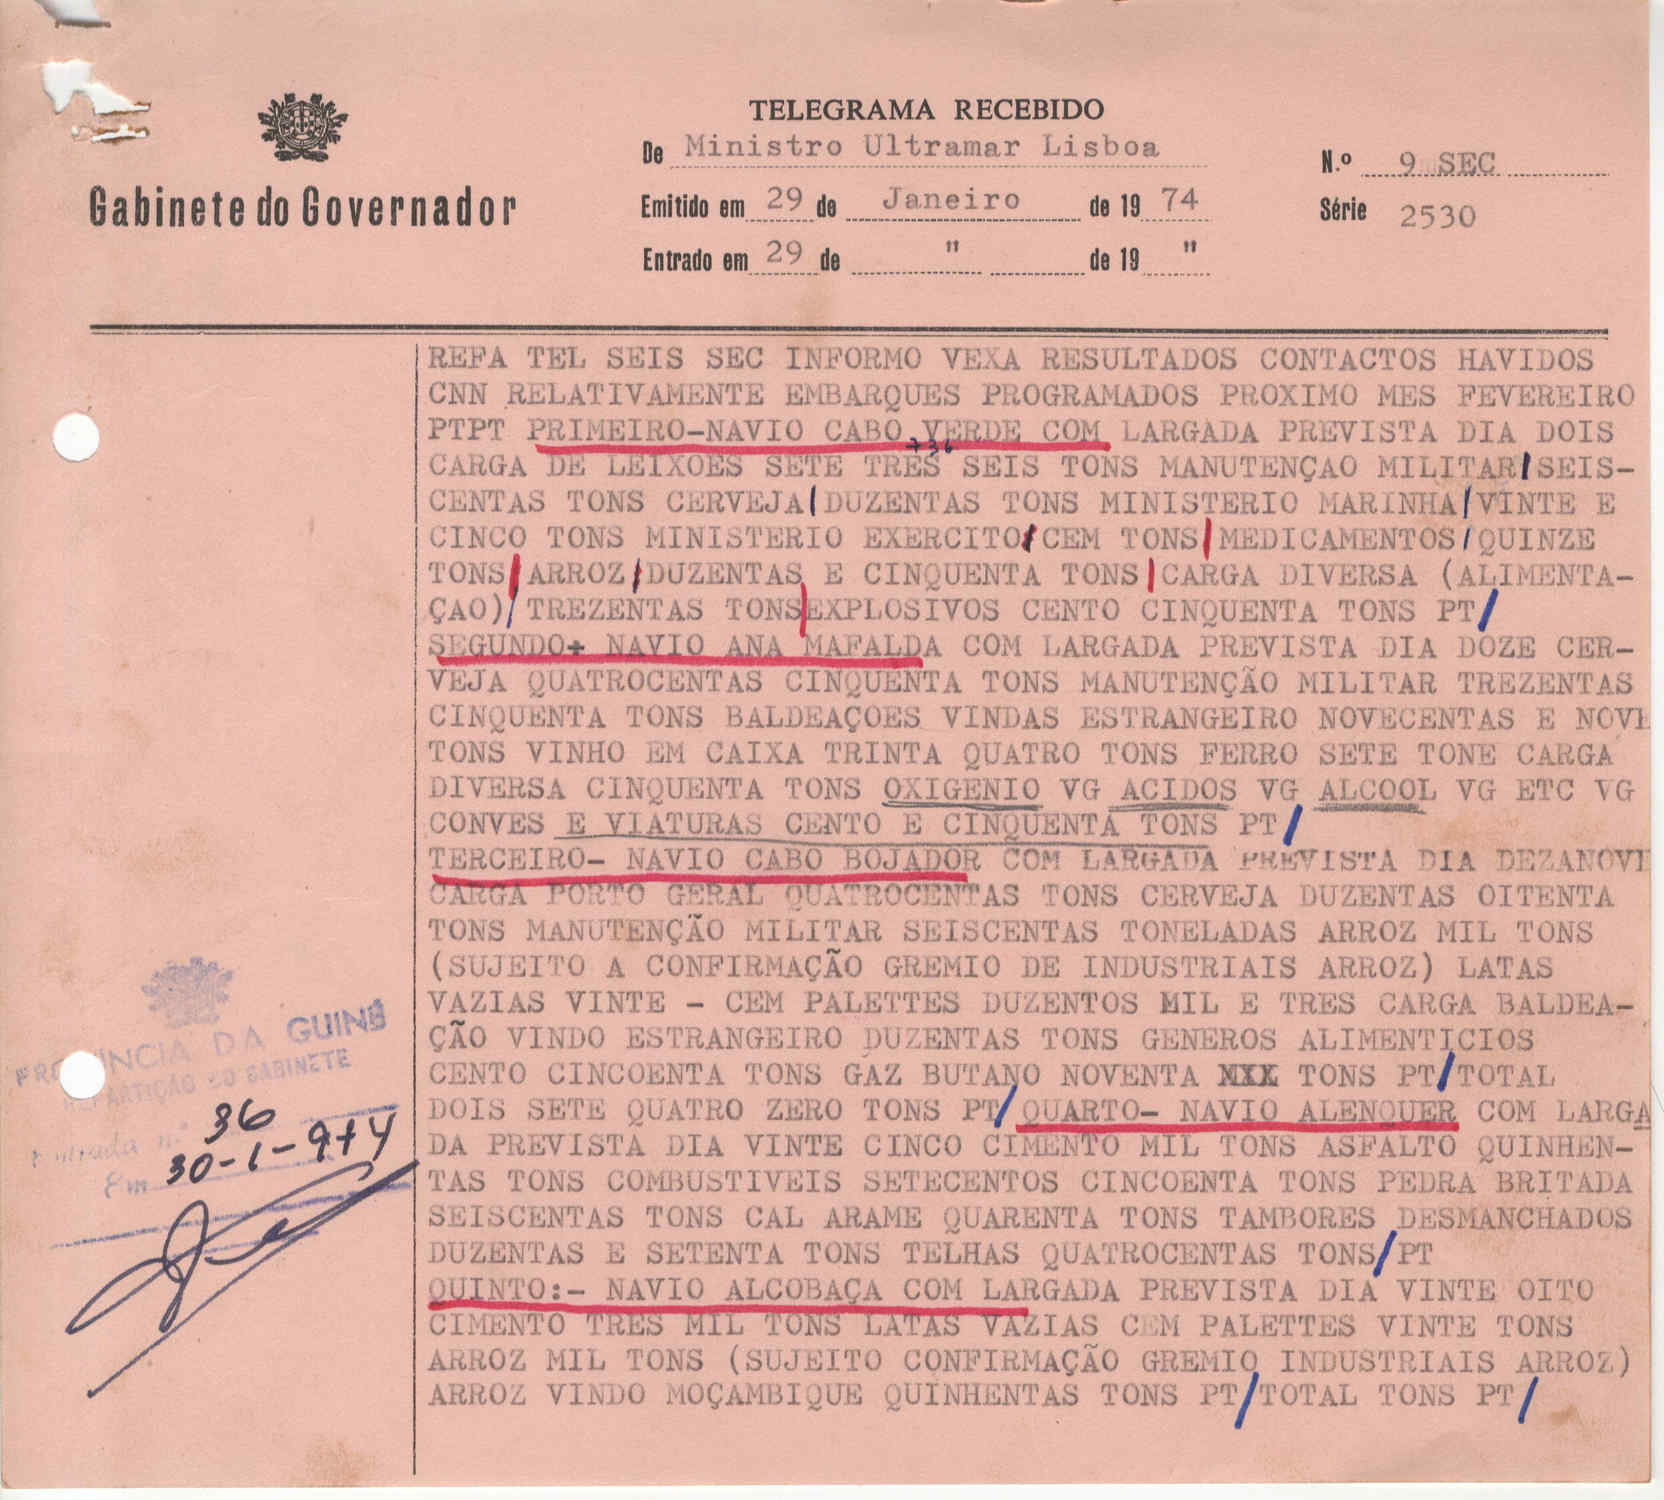 TELEGRAMA RECEBIDO
De Ministro Ultramar Lisboa
N.º 9 SEC
Gabinete do Governador
Emitido em 29 de Janeiro de 19 74
Série 2530
Entrado em 29 de " de 19 "
REFA TEL SEIS SEC INFORMO VEXA RESULTADOS CONTACTOS HAVIDOS
CNN RELATIVAMENTE EMBARQUES PROGRAMADOS PROXIMO MES FEVEREIRO
PTPT PRIMEIRO-NAVIO CABO VERDE COM LARGADA PREVISTA DIA DOIS
736
CARGA DE LEIXOES SETE TRES SEIS TONS MANUTENÇAO MILITAR/SEIS-
CENTAS TONS CERVEJA/DUZENTAS TONS MINISTERIO MARINHA/VINTE E
CINCO TONS MINISTERIO EXERCITO/CEM TONS/MEDICAMENTOS/QUINZE
TONS/ARROZ/DUZENTAS E CINQUENTA TONS/CARGA DIVERSA (ALIMENTA-
ÇAO)/TREZENTAS TONS/EXPLOSIVOS CENTO CINQUENTA TONS PT/
SEGUNDO+ NAVIO ANA MAFALDA COM LARGADA PREVISTA DIA DOZE CER-
VEJA QUATROCENTAS CINQUENTA TONS MANUTENÇÃO MILITAR TREZENTAS
CINQUENTA TONS BALDEAÇOES VINDAS ESTRANGEIRO NOVECENTAS E NOVE
TONS VINHO EM CAIXA TRINTA QUATRO TONS FERRO SETE TONE CARGA
DIVERSA CINQUENTA TONS OXIGENIO VG ACIDOS VG ALCOOL VG ETC VG
CONVES E VIATURAS CENTO E CINQUENTA TONS PT/
TERCEIRO- NAVIO CABO BOJADOR COM LARGADA PREVISTA DIA DEZANOVE
CARGA PORTO GERAL QUATROCENTAS TONS CERVEJA DUZENTAS OITENTA
TONS MANUTENÇÃO MILITAR SEISCENTAS TONELADAS ARROZ MIL TONS
(SUJEITO A CONFIRMAÇÃO GREMIO DE INDUSTRIAIS ARROZ) LATAS
VAZIAS VINTE - CEM PALETTES DUZENTOS MIL E TRES CARGA BALDEA-
ÇÃO VINDO ESTRANGEIRO DUZENTAS TONS GENEROS ALIMENTICIOS
CENTO CINCOENTA TONS GAZ BUTANO NOVENTA XXX TONS PT/TOTAL
DOIS SETE QUATRO ZERO TONS PT/QUARTO- NAVIO ALENQUER COM LARGA
DA PREVISTA DIA VINTE CINCO CIMENTO MIL TONS ASFALTO QUINHEN-
TAS TONS COMBUSTIVEIS SETECENTOS CINCOENTA TONS PEDRA BRITADA
SEISCENTAS TONS CAL ARAME QUARENTA TONS TAMBORES DESMANCHADOS
DUZENTAS E SETENTA TONS TELHAS QUATROCENTAS TONS/PT
QUINTO:- NAVIO ALCOBAÇA COM LARGADA PREVISTA DIA VINTE OITO
CIMENTO TRES MIL TONS LATAS VAZIAS CEM PALETTES VINTE TONS
ARROZ MIL TONS (SUJEITO CONFIRMAÇÃO GREMIO INDUSTRIAIS ARROZ)
ARROZ VINDO MOÇAMBIQUE QUINHENTAS TONS PT/TOTAL TONS PT/
PROVINCIA DA GUINÉ
REPARTIÇÃO DO GABINETE
Entrada n.º 36
Em 30-1-974